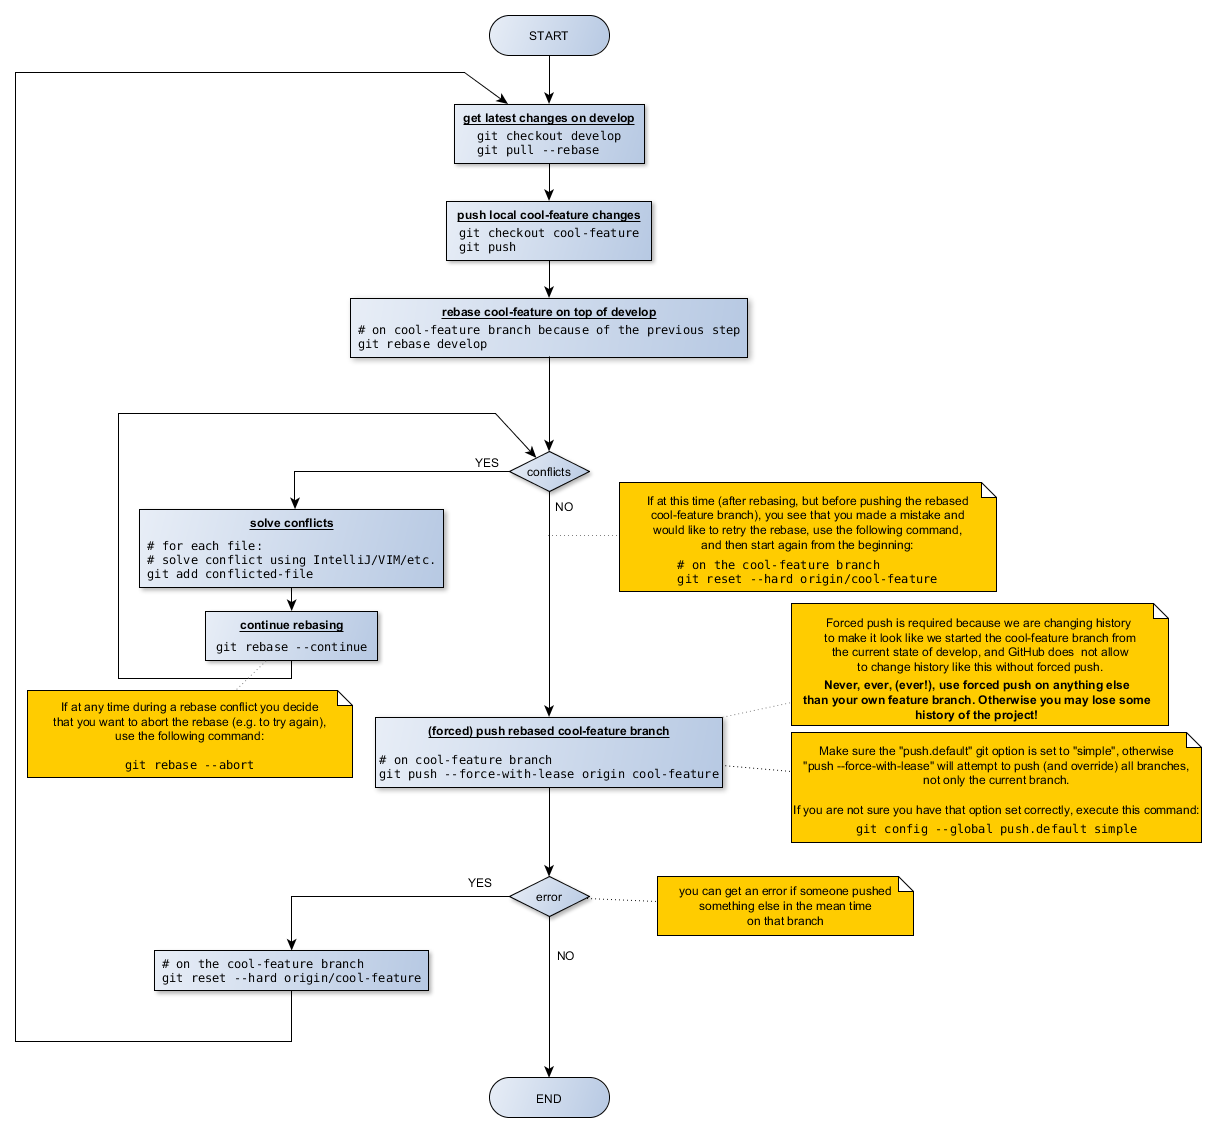 START
get latest changes on develop
git checkout develop
git pull --rebase
push local cool-feature changes
git checkout cool-feature
git push
rebase cool-feature on top of develop
# on cool-feature branch because of the previous step
git rebase develop
conflicts
YES
NO
solve conflicts
# for each file:
# solve conflict using IntelliJ/VIM/etc.
git add conflicted-file
continue rebasing
git rebase --continue
If at any time during a rebase conflict you decide
that you want to abort the rebase (e.g. to try again),
use the following command:
git rebase --abort
If at this time (after rebasing, but before pushing the rebased
cool-feature branch), you see that you made a mistake and
would like to retry the rebase, use the following command,
and then start again from the beginning:
# on the cool-feature branch
git reset --hard origin/cool-feature
Forced push is required because we are changing history
to make it look like we started the cool-feature branch from
the current state of develop, and GitHub does  not allow
to change history like this without forced push.
Never, ever, (ever!), use forced push on anything else
than your own feature branch. Otherwise you may lose some
history of the project!
(forced) push rebased cool-feature branch
# on cool-feature branch
git push --force-with-lease origin cool-feature
Make sure the "push.default" git option is set to "simple", otherwise
"push --force-with-lease" will attempt to push (and override) all branches,
not only the current branch.
If you are not sure you have that option set correctly, execute this command:
git config --global push.default simple
error
YES
NO
you can get an error if someone pushed
something else in the mean time
on that branch
# on the cool-feature branch
git reset --hard origin/cool-feature
END